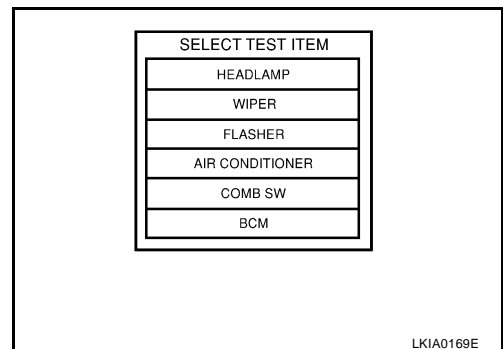 SELECT TEST ITEM
HEADLAMP
WIPER
FLASHER
AIR CONDITIONER
COMB SW
BCM
LKIA0169E